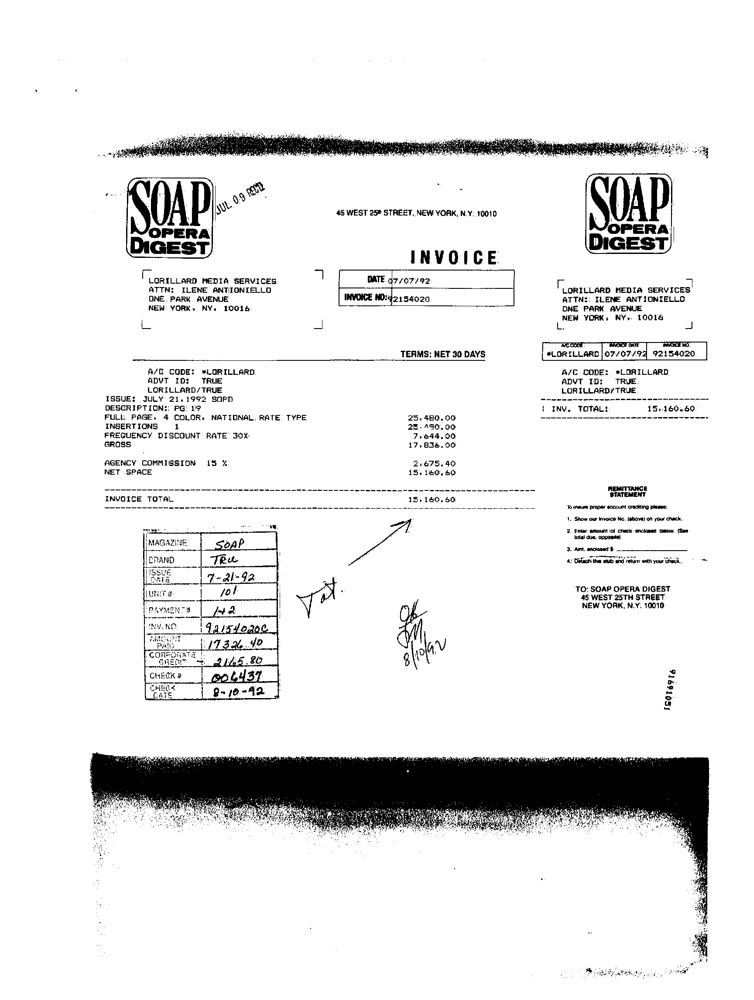 SOAP
OPERA
DIGEST
JUL 09 REC'D
45 WEST 25th STREET, NEW YORK, N.Y. 10010
SOAP
OPERA
DIGEST
INVOICE
LORILLARD MEDIA SERVICES
ATTN: ILENE ANTIONIELLO
ONE PARK AVENUE
NEW YORK, NY. 10016
DATE 07/07/92
INVOICE NO: 92154020
LORILLARD MEDIA SERVICES
ATTN: ILENE ANTIONIELLO
ONE PARK AVENUE
NEW YORK, NY. 10016
TERMS: NET 30 DAYS
A/C CODE INVOICE DATE INVOICE NO.
*LORILLARD 07/07/92 92154020
A/C CODE: *LORILLARD
ADVT ID: TRUE
LORILLARD/TRUE
ISSUE: JULY 21,1992 SOPD
DESCRIPTION: PG 19
FULL PAGE, 4 COLOR, NATIONAL RATE TYPE 25,480.00
INSERTIONS 1 25,490.00
FREQUENCY DISCOUNT RATE 30X 7,644.00
GROSS 17,836.00
AGENCY COMMISSION 15 % 2,675.40
NET SPACE 15,160.60
INVOICE TOTAL 15,160.60
A/C CODE: *LORILLARD
ADVT ID: TRUE
LORILLARD/TRUE
INV. TOTAL: 15,160.60
REMITTANCE
STATEMENT
To insure proper account crediting please:
1. Show our Invoice No. (above) on your check.
2. Enter amount of check enclosed below. (See
total due, opposite)
3. Amt. enclosed $
4. Detach the stub and return with your check.
TO: SOAP OPERA DIGEST
45 WEST 25TH STREET
NEW YORK, N.Y. 10010
MAGAZINE SOAP
BRAND TRUE
ISSUE DATE 7-21-92
UNIT # 101
PAYMENT # 1+2
INV. NO. 92154020C
AMOUNT PAID 17326.40
CORPORATE CREDIT - 2165.80
CHECK # 006437
CHECK DATE 8-10-92
Tot.
OK
8/10/92
91691051